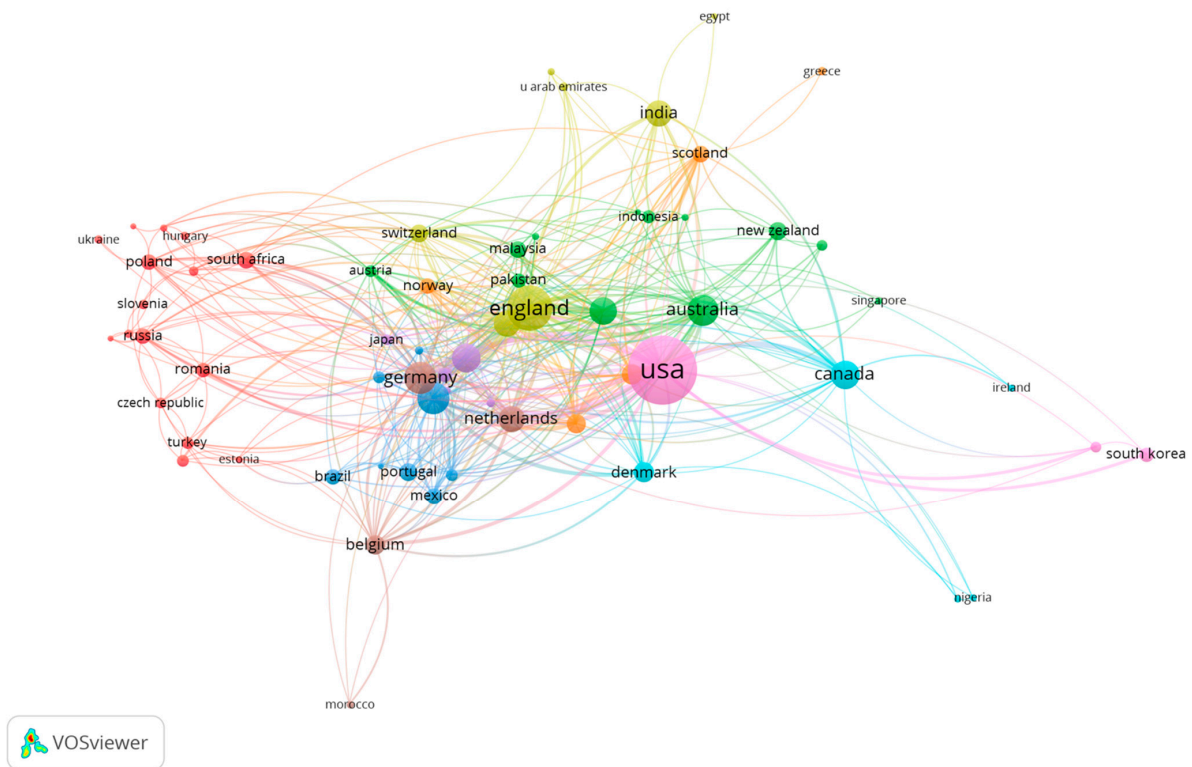 egypt
greece
u arab emirates
india
scotland
indonesia
new zealand
switzerland
malaysia
ukraine
hungary
poland
south africa
austria
norway
pakistan
singapore
slovenia
england
australia
russia
japan
romania
germany
usa
canada
ireland
czech republic
netherlands
turkey
estonia
brazil
portugal
denmark
south korea
mexico
belgium
nigeria
morocco
VOSviewer